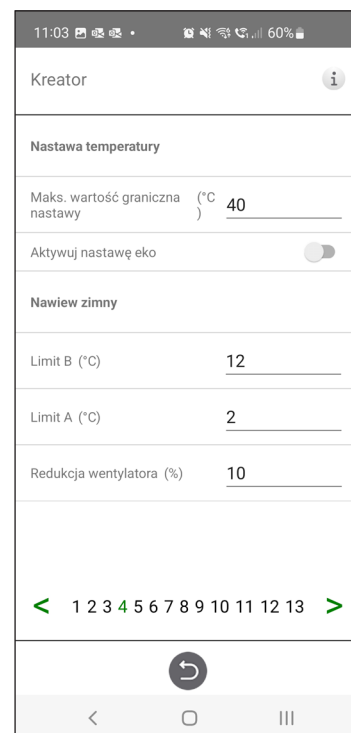 11:03 60%
Kreator i
Nastawa temperatury
Maks. wartość graniczna (°C
nastawy ) 40
Aktywuj nastawę eko
Nawiew zimny
Limit B (°C) 12
Limit A (°C) 2
Redukcja wentylatora (%) 10
< 1 2 3 4 5 6 7 8 9 10 11 12 13 >